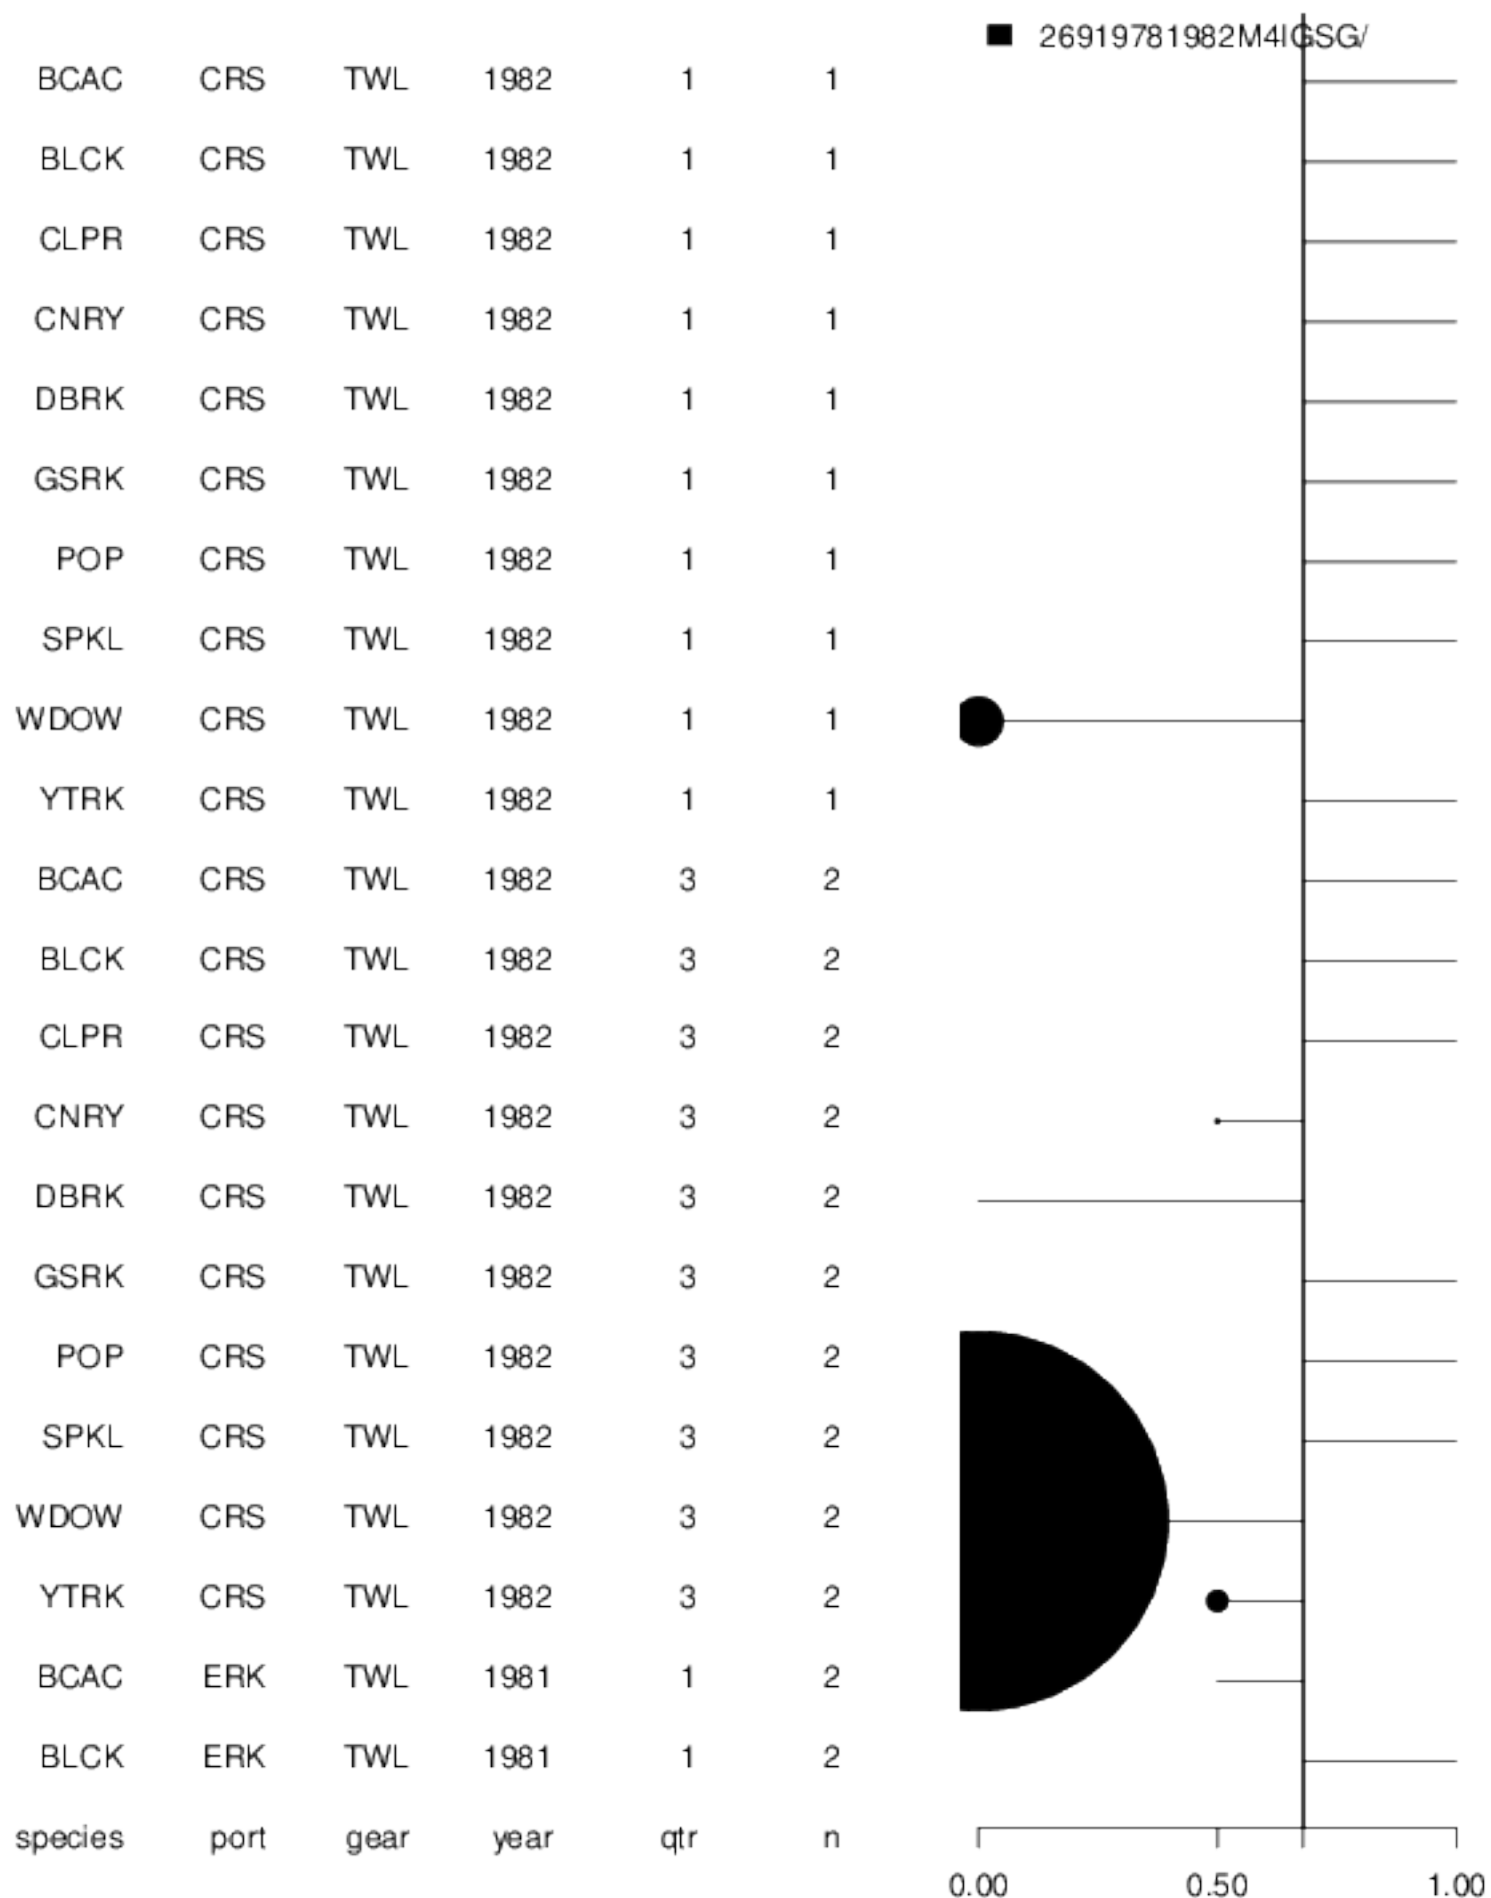 26919781982M4IGSG/
BCAC CRS TWL 1982 1 1
BLCK CRS TWL 1982 1 1
CLPR CRS TWL 1982 1 1
CNRY CRS TWL 1982 1 1
DBRK CRS TWL 1982 1 1
GSRK CRS TWL 1982 1 1
POP CRS TWL 1982 1 1
SPKL CRS TWL 1982 1 1
WDOW CRS TWL 1982 1 1
YTRK CRS TWL 1982 1 1
BCAC CRS TWL 1982 3 2
BLCK CRS TWL 1982 3 2
CLPR CRS TWL 1982 3 2
CNRY CRS TWL 1982 3 2
DBRK CRS TWL 1982 3 2
GSRK CRS TWL 1982 3 2
POP CRS TWL 1982 3 2
SPKL CRS TWL 1982 3 2
WDOW CRS TWL 1982 3 2
YTRK CRS TWL 1982 3 2
BCAC ERK TWL 1981 1 2
BLCK ERK TWL 1981 1 2
species port gear year qtr n
0.00 0.50 1.00